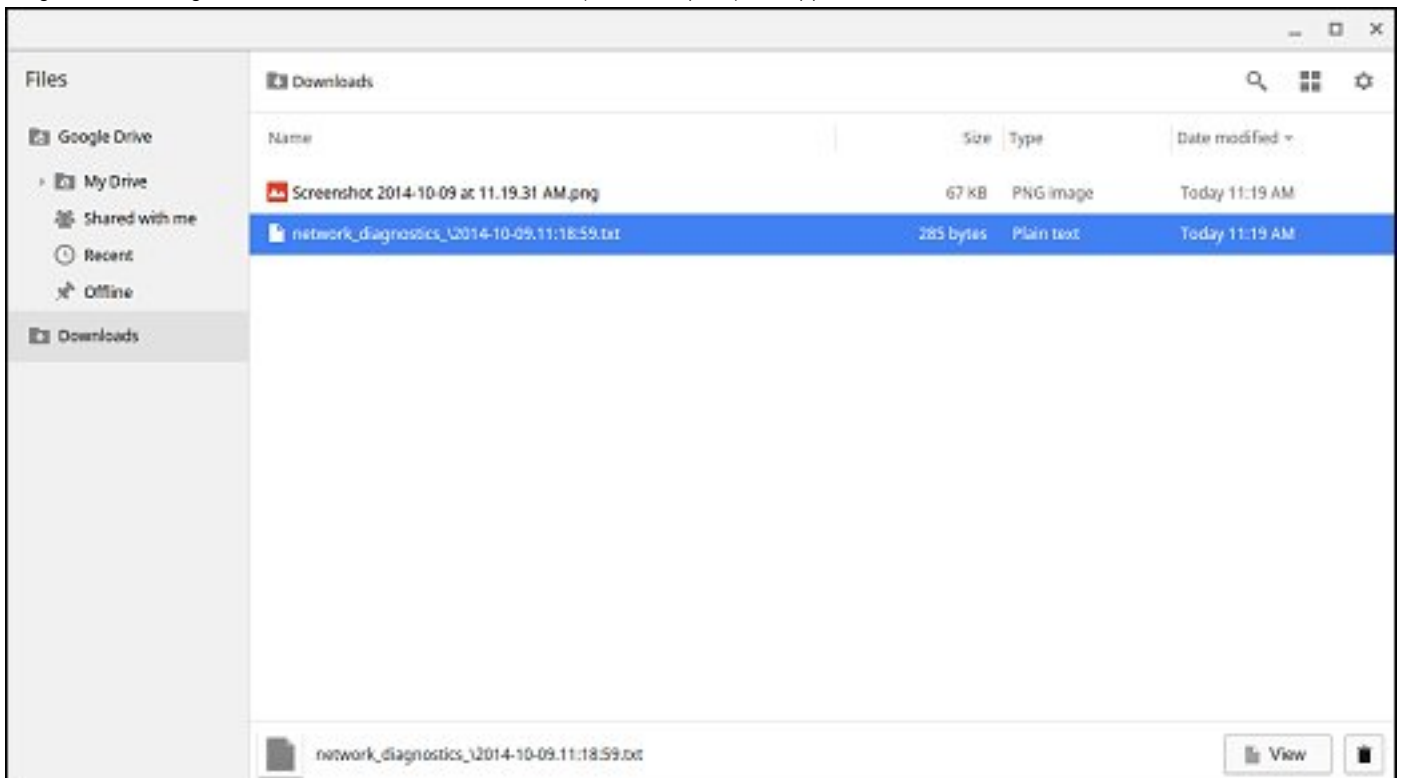 Files
Downloads
Google Drive
Name Size Type Date modified
My Drive
Screenshot 2014-10-09 at 11.19.31 AM.png 67 KB PNG image Today 11:19 AM
Shared with me
network_diagnostics_\2014-10-09.11:18:59.txt 285 bytes Plain text Today 11:19 AM
Recent
Offline
Downloads
network_diagnostics_\2014-10-09.11:18:59.txt View